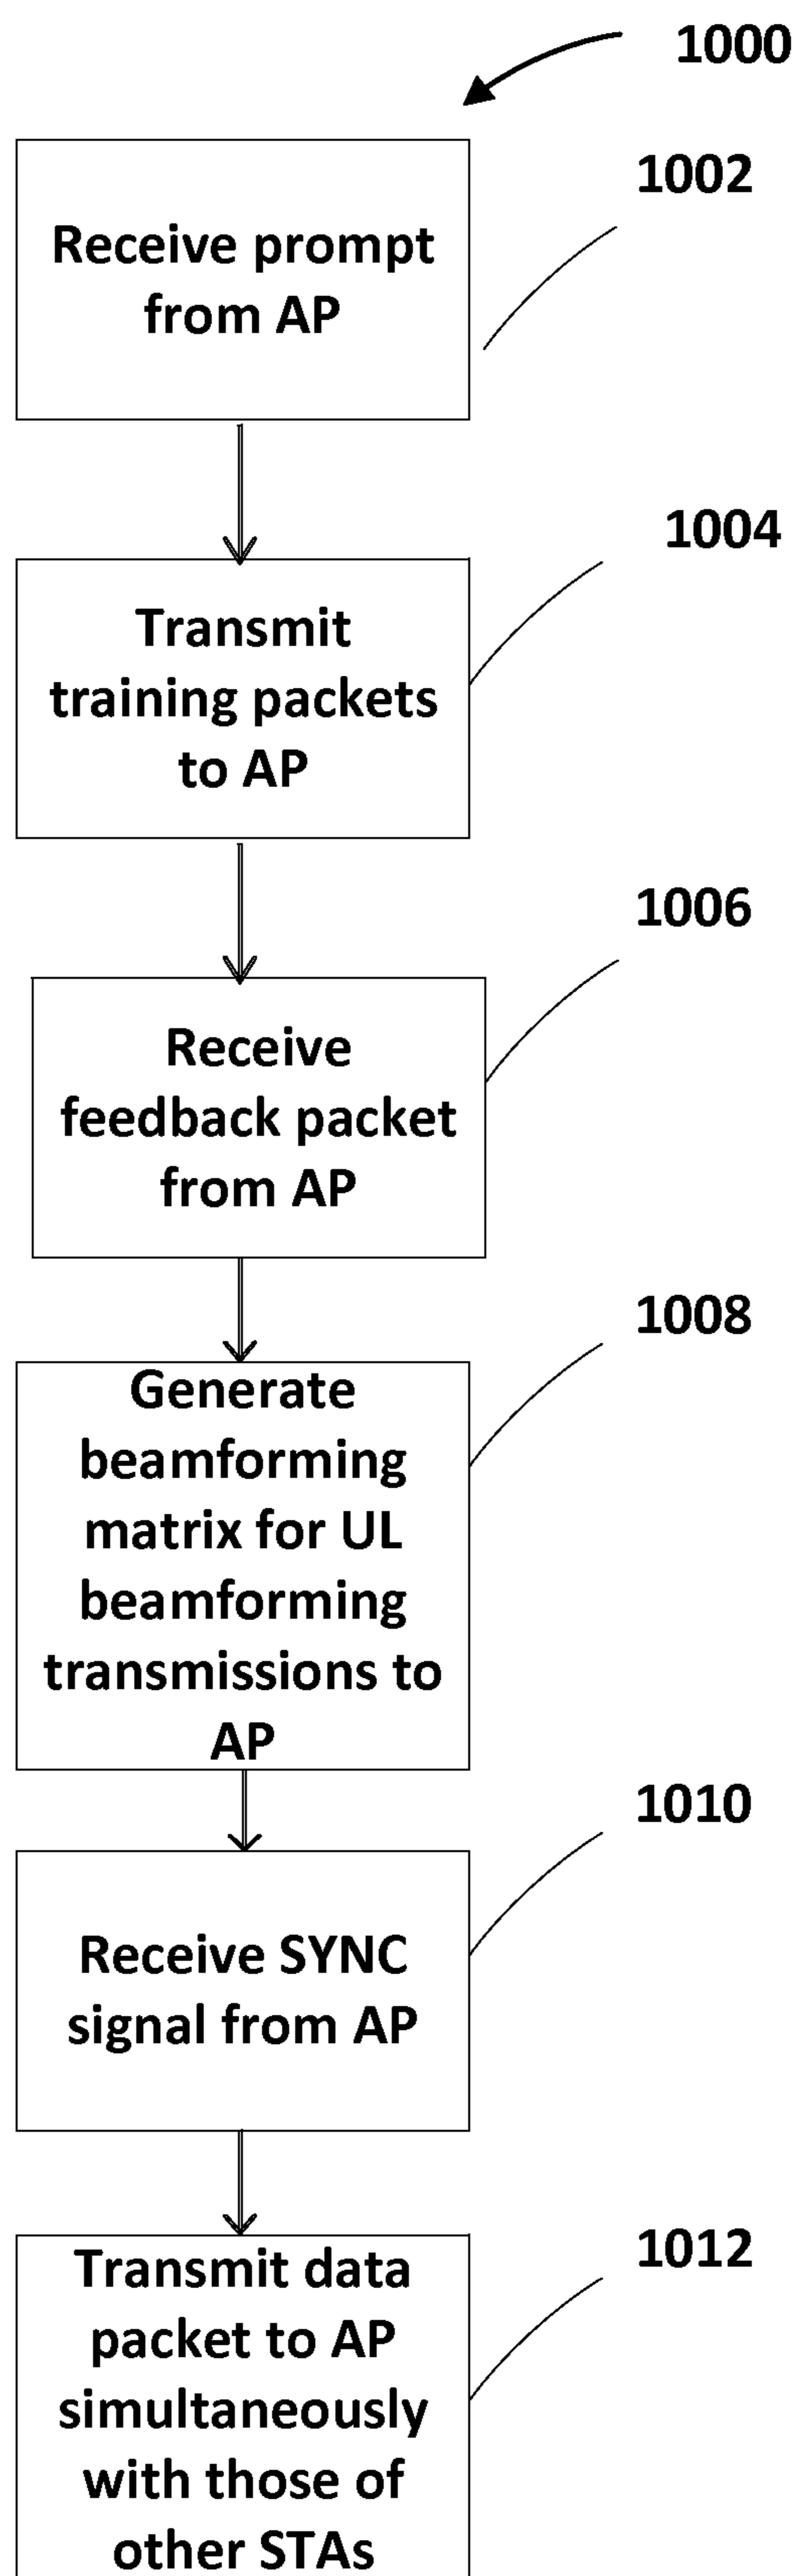 1000
1002
Receive prompt
from AP
1004
Transmit
training packets
to AP
1006
Receive
feedback packet
from AP
1008
Generate
beamforming
matrix for UL
beamforming
transmissions to
AP
1010
Receive SYNC
signal from AP
1012
Transmit data
packet to AP
simultaneously
with those of
other STAs